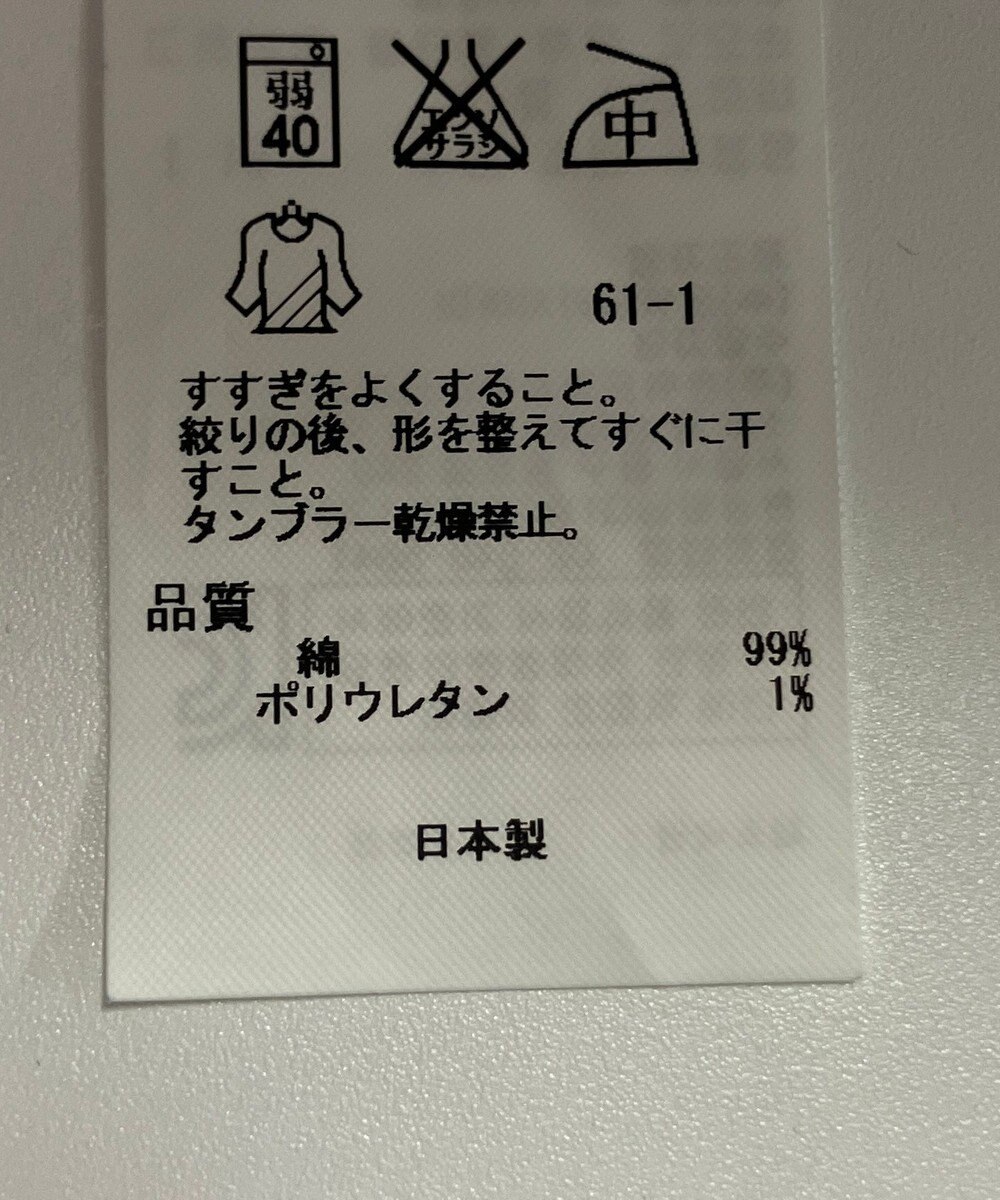 弱 エンソ 中
40 サラシ
61-1
すすぎをよくすること。
絞りの後、形を整えてすぐに干
すこと。
タンブラー乾燥禁止。
品質
綿 99%
ポリウレタン 1%
日本製